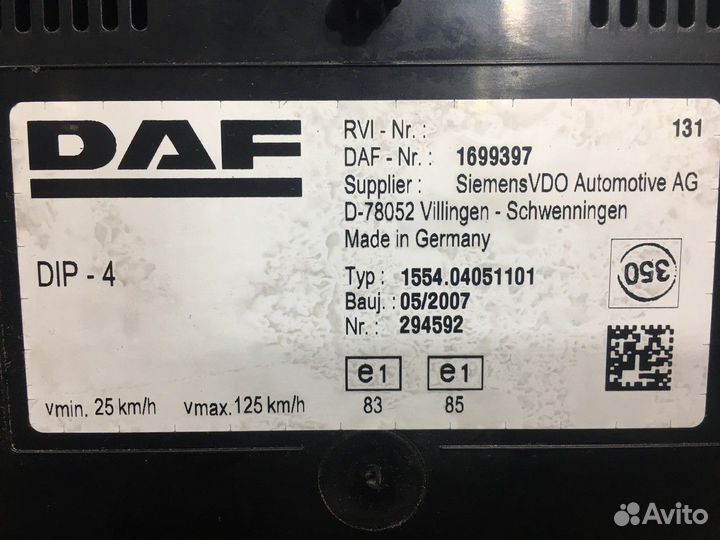 DAF
RVI - Nr. : 131
DAF - Nr. : 1699397
Supplier : SiemensVDO Automotive AG
D-78052 Villingen - Schwenningen
Made in Germany
DIP - 4
Typ : 1554.04051101
Bauj. : 05/2007
Nr. : 294592
350
e1 e1
83 85
vmin. 25 km/h vmax. 125 km/h
Avito